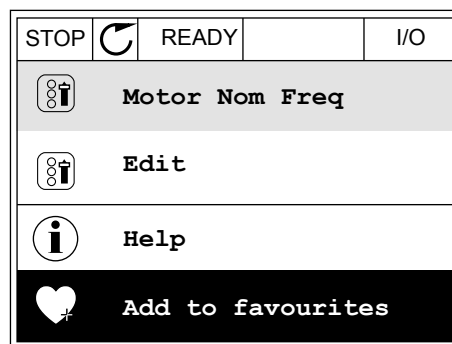 STOP READY I/O
Motor Nom Freq
Edit
Help
Add to favourites